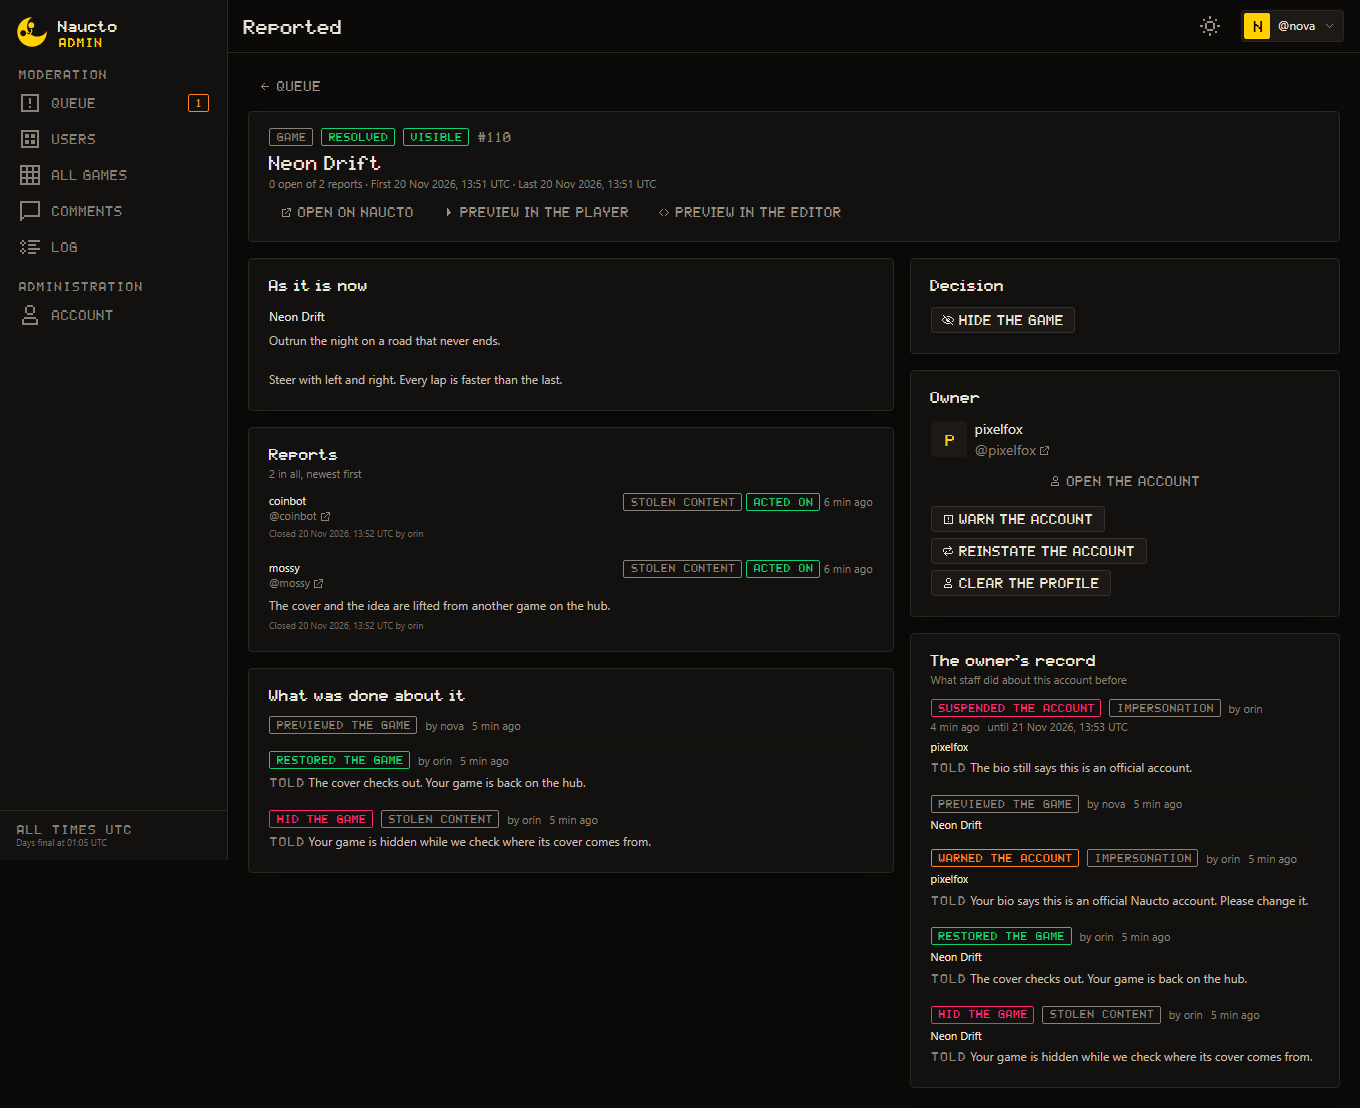 Naucto
ADMIN
MODERATION
QUEUE 1
USERS
ALL GAMES
COMMENTS
LOG
ADMINISTRATION
ACCOUNT
ALL TIMES UTC
Days final at 01:05 UTC
Reported
N @nova
← QUEUE
GAME RESOLVED VISIBLE #110
Neon Drift
0 open of 2 reports · First 20 Nov 2026, 13:51 UTC · Last 20 Nov 2026, 13:51 UTC
OPEN ON NAUCTO PREVIEW IN THE PLAYER PREVIEW IN THE EDITOR
As it is now
Neon Drift
Outrun the night on a road that never ends.
Steer with left and right. Every lap is faster than the last.
Reports
2 in all, newest first
coinbot STOLEN CONTENT ACTED ON 6 min ago
@coinbot
Closed 20 Nov 2026, 13:52 UTC by orin
mossy STOLEN CONTENT ACTED ON 6 min ago
@mossy
The cover and the idea are lifted from another game on the hub.
Closed 20 Nov 2026, 13:52 UTC by orin
What was done about it
PREVIEWED THE GAME by nova 5 min ago
RESTORED THE GAME by orin 5 min ago
TOLD The cover checks out. Your game is back on the hub.
HID THE GAME STOLEN CONTENT by orin 5 min ago
TOLD Your game is hidden while we check where its cover comes from.
Decision
HIDE THE GAME
Owner
P pixelfox
@pixelfox
OPEN THE ACCOUNT
WARN THE ACCOUNT
REINSTATE THE ACCOUNT
CLEAR THE PROFILE
The owner's record
What staff did about this account before
SUSPENDED THE ACCOUNT IMPERSONATION by orin
4 min ago until 21 Nov 2026, 13:53 UTC
pixelfox
TOLD The bio still says this is an official account.
PREVIEWED THE GAME by nova 5 min ago
Neon Drift
WARNED THE ACCOUNT IMPERSONATION by orin 5 min ago
pixelfox
TOLD Your bio says this is an official Naucto account. Please change it.
RESTORED THE GAME by orin 5 min ago
Neon Drift
TOLD The cover checks out. Your game is back on the hub.
HID THE GAME STOLEN CONTENT by orin 5 min ago
Neon Drift
TOLD Your game is hidden while we check where its cover comes from.